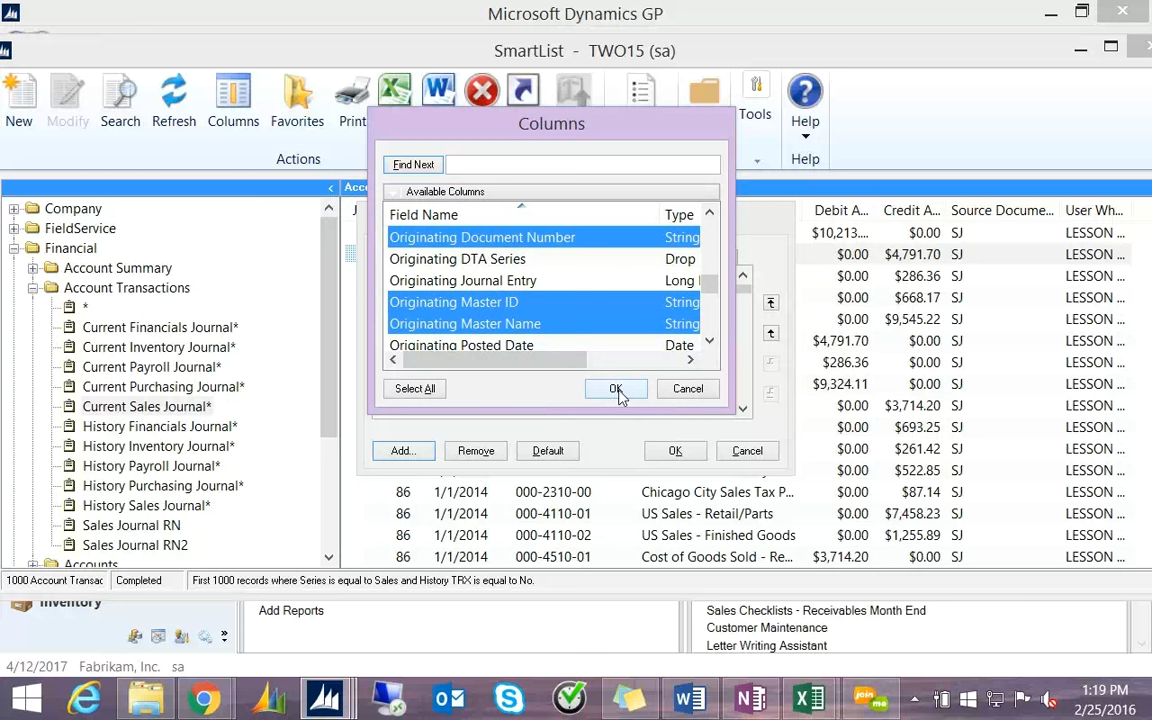 Microsoft Dynamics GP
SmartList - TWO15 (sa)
New
Modify
Search
Refresh
Columns
Favorites
Print
Tools
Help
Actions
Help
Columns
Find Next
Available Columns
Field Name Type
Originating Document Number String
Originating DTA Series Drop
Originating Journal Entry Long
Originating Master ID String
Originating Master Name String
Originating Posted Date Date
Select All
OK
Cancel
Add...
Remove
Default
OK
Cancel
Company
FieldService
Financial
Account Summary
Account Transactions
*
Current Financials Journal*
Current Inventory Journal*
Current Payroll Journal*
Current Purchasing Journal*
Current Sales Journal*
History Financials Journal*
History Inventory Journal*
History Payroll Journal*
History Purchasing Journal*
History Sales Journal*
Sales Journal RN
Sales Journal RN2
Accounts
Debit A... Credit A... Source Docume... User Wh...
$10,213.... $0.00 SJ LESSON ...
$0.00 $4,791.70 SJ LESSON ...
$0.00 $286.36 SJ LESSON ...
$0.00 $668.17 SJ LESSON ...
$0.00 $9,545.22 SJ LESSON ...
$4,791.70 $0.00 SJ LESSON ...
$286.36 $0.00 SJ LESSON ...
$9,324.11 $0.00 SJ LESSON ...
$0.00 $3,714.20 SJ LESSON ...
$0.00 $693.25 SJ LESSON ...
$0.00 $261.42 SJ LESSON ...
$0.00 $522.85 SJ LESSON ...
86 1/1/2014 000-2310-00 Chicago City Sales Tax P... $0.00 $87.14 SJ LESSON ...
86 1/1/2014 000-4110-01 US Sales - Retail/Parts $0.00 $7,458.23 SJ LESSON ...
86 1/1/2014 000-4110-02 US Sales - Finished Goods $0.00 $1,255.89 SJ LESSON ...
86 1/1/2014 000-4510-01 Cost of Goods Sold - Re... $3,714.20 $0.00 SJ LESSON ...
1000 Account Transac Completed First 1000 records where Series is equal to Sales and History TRX is equal to No.
Inventory
Add Reports
Sales Checklists - Receivables Month End
Customer Maintenance
Letter Writing Assistant
4/12/2017 Fabrikam, Inc. sa
1:19 PM
2/25/2016